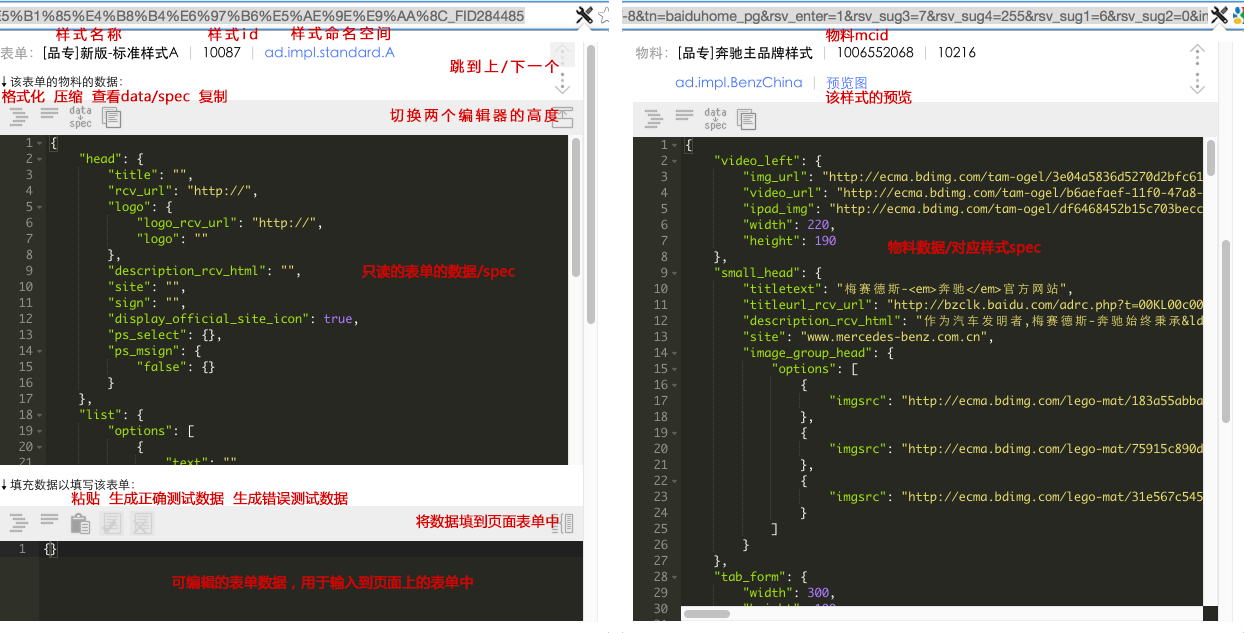 E5%B1%85%E4%B8%B4%E6%97%B6%E5%AE%9E%E9%AA%8C_FID284485
样式名称 样式id 样式命名空间
表单: [品专]新版-标准样式A | 10087 | ad.impl.standard.A
跳到上/下一个
↓该表单的物料的数据:
格式化 压缩 查看data/spec 复制
data
spec
切换两个编辑器的高度
1 {
2 "head": {
3 "title": "",
4 "rcv_url": "http://",
5 "logo": {
6 "logo_rcv_url": "http://",
7 "logo": ""
8 },
9 "description_rcv_html": "",
10 "site": "",
11 "sign": "",
12 "display_official_site_icon": true,
13 "ps_select": {},
14 "ps_msign": {
15 "false": {}
16 }
17 },
18 "list": {
19 "options": [
20 {
21 "text": ""
只读的表单的数据/spec
↓填充数据以填写该表单:
粘贴 生成正确测试数据 生成错误测试数据
将数据填到页面表单中
1 {}
可编辑的表单数据，用于输入到页面上的表单中
-8&tn=baiduhome_pg&rsv_enter=1&rsv_sug3=7&rsv_sug4=255&rsv_sug1=6&rsv_sug2=0&in
物料mcid
物料: [品专]奔驰主品牌样式 | 1006552068 | 10216
ad.impl.BenzChina | 预览图
该样式的预览
data
spec
1 {
2 "video_left": {
3 "img_url": "http://ecma.bdimg.com/tam-ogel/3e04a5836d5270d2bfc61
4 "video_url": "http://ecma.bdimg.com/tam-ogel/b6aefaef-11f0-47a8-
5 "ipad_img": "http://ecma.bdimg.com/tam-ogel/df6468452b15c703becc
6 "width": 220,
7 "height": 190
8 },
物料数据/对应样式spec
9 "small_head": {
10 "titletext": "梅赛德斯-<em>奔驰</em>官方网站",
11 "titleurl_rcv_url": "http://bzclk.baidu.com/adrc.php?t=00KL00c00
12 "description_rcv_html": "作为汽车发明者,梅赛德斯-奔驰始终秉承&ld
13 "site": "www.mercedes-benz.com.cn",
14 "image_group_head": {
15 "options": [
16 {
17 "imgsrc": "http://ecma.bdimg.com/lego-mat/183a55abba
18 },
19 {
20 "imgsrc": "http://ecma.bdimg.com/lego-mat/75915c890d
21 },
22 {
23 "imgsrc": "http://ecma.bdimg.com/lego-mat/31e567c545
24 }
25 ]
26 }
27 },
28 "tab_form": {
29 "width": 300,
30